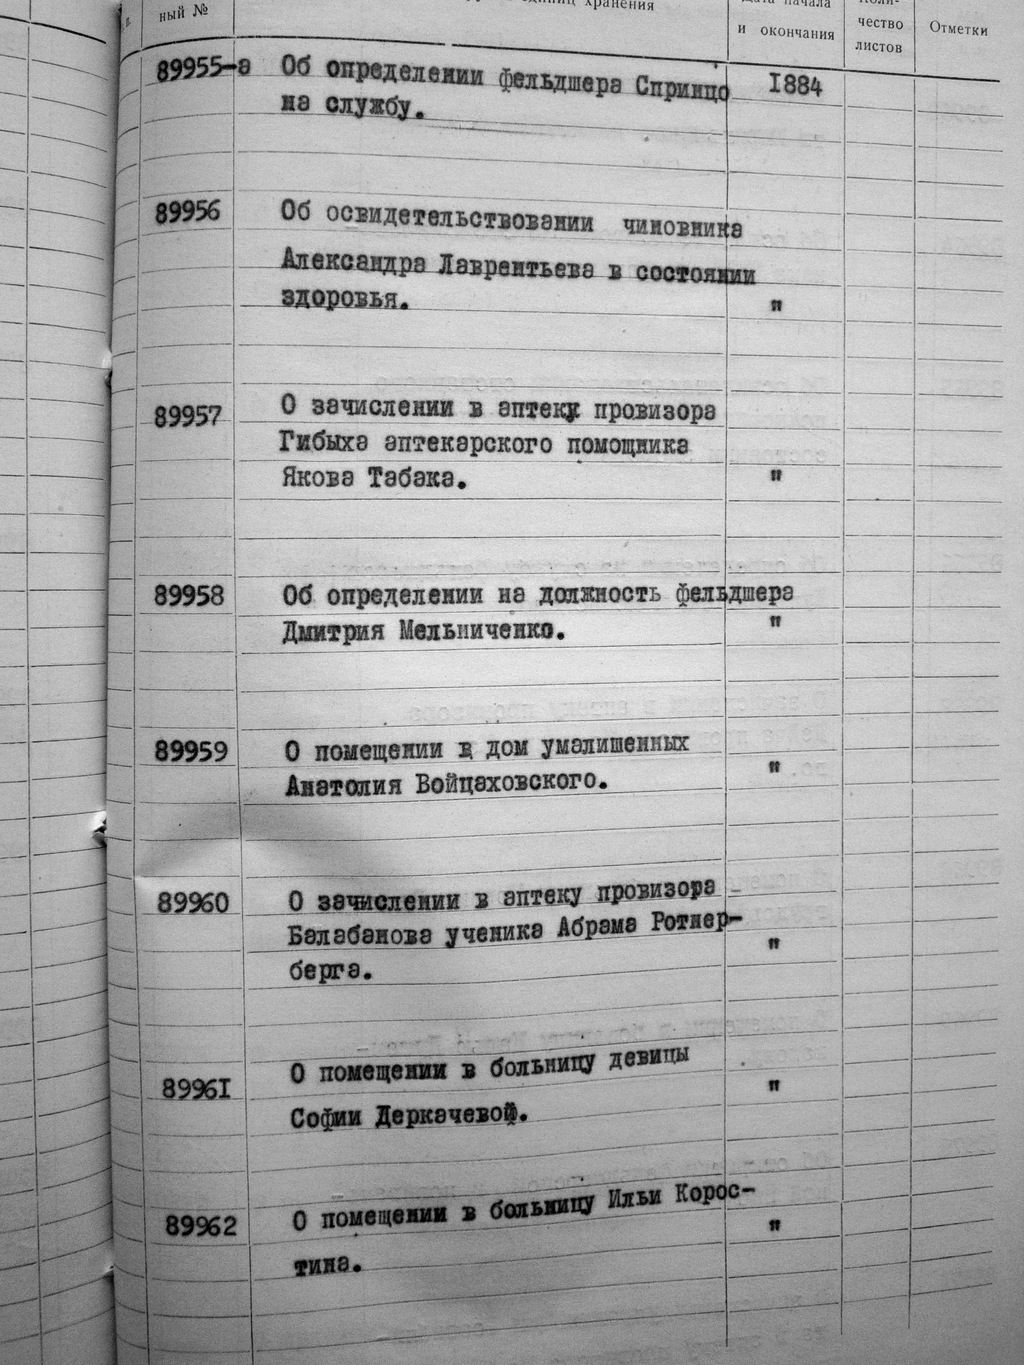 ный №
единиц хранения
Дата начала
и окончания
Коли-
чество
листов
Отметки
89955-а Об определении фельдшера Спринцо 1884
на службу.
89956 Об освидетельствовании чиновника
Александра Лаврентьева в состоянии
здоровья. "
89957 О зачислении в аптеку провизора
Гибыха аптекарского помощника
Якова Табака. "
89958 Об определении на должность фельдшера
Дмитрия Мельниченко. "
89959 О помещении в дом умалишенных
Анатолия Войцаховского. "
89960 О зачислении в аптеку провизора
Балабанова ученика Абрама Ротнер-
берга. "
89961 О помещении в больницу девицы
Софии Деркачевой. "
89962 О помещении в больницу Ильи Корос-
тина. "